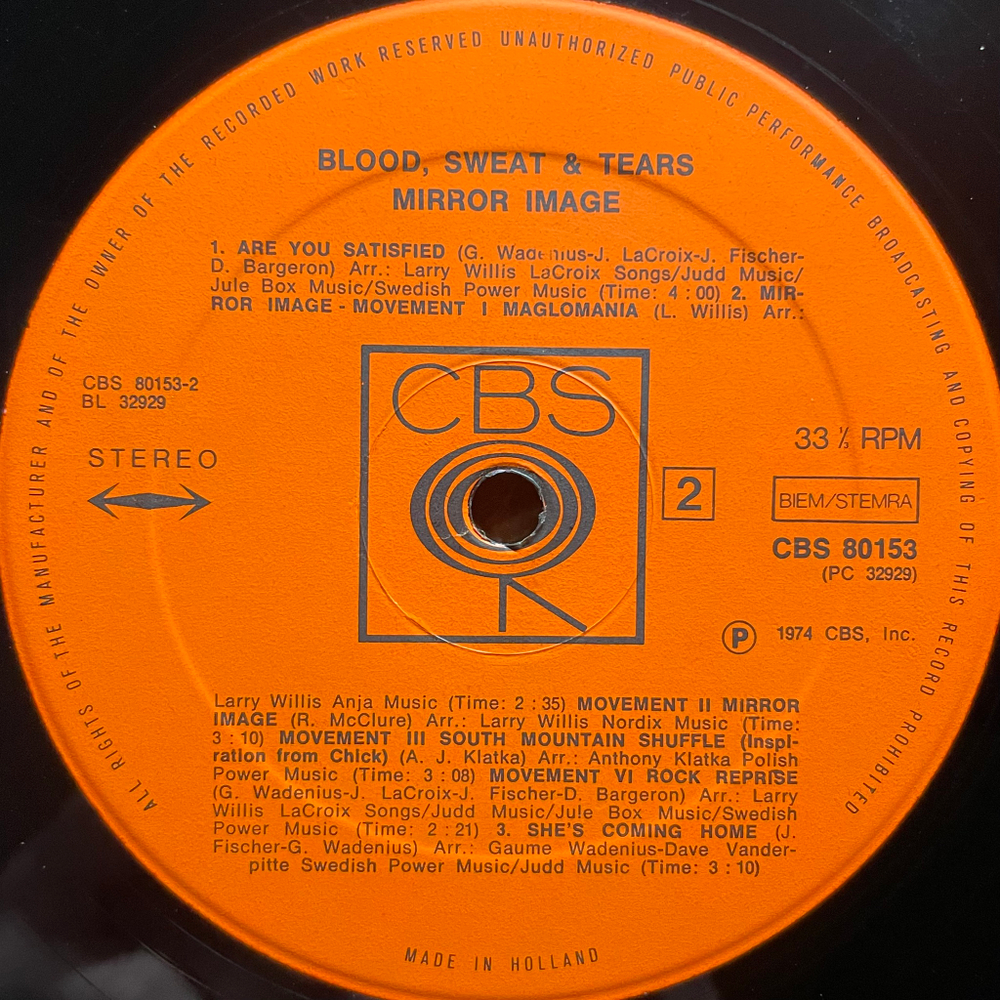 ALL RIGHTS OF THE MANUFACTURER AND OF THE OWNER OF THE RECORDED WORK RESERVED UNAUTHORIZED PUBLIC PERFORMANCE BROADCASTING AND COPYING OF THIS RECORD PROHIBITED
BLOOD, SWEAT & TEARS
MIRROR IMAGE
1. ARE YOU SATISFIED (G. Wadenius-J. LaCroix-J. Fischer-
D. Bargeron) Arr.: Larry Willis LaCroix Songs/Judd Music/
Jule Box Music/Swedish Power Music (Time: 4 : 00) 2. MIR-
ROR IMAGE - MOVEMENT I MAGLOMANIA (L. Willis) Arr.:
CBS
CBS 80153-2
BL 32929
STEREO
2
33 ⅓ RPM
BIEM/STEMRA
CBS 80153
(PC 32929)
Ⓟ 1974 CBS, Inc.
Larry Willis Anja Music (Time: 2 : 35) MOVEMENT II MIRROR
IMAGE (R. McClure) Arr.: Larry Willis Nordix Music (Time:
3 : 10) MOVEMENT III SOUTH MOUNTAIN SHUFFLE (Inspi-
ration from Chick) (A. J. Klatka) Arr.: Anthony Klatka Polish
Power Music (Time: 3 : 08) MOVEMENT VI ROCK REPRISE
(G. Wadenius-J. LaCroix-J. Fischer-D. Bargeron) Arr.: Larry
Willis LaCroix Songs/Judd Music/Jule Box Music/Swedish
Power Music (Time: 2 : 21) 3. SHE'S COMING HOME (J.
Fischer-G. Wadenius) Arr.: Gaume Wadenius-Dave Vander-
pitte Swedish Power Music/Judd Music (Time: 3 : 10)
MADE IN HOLLAND